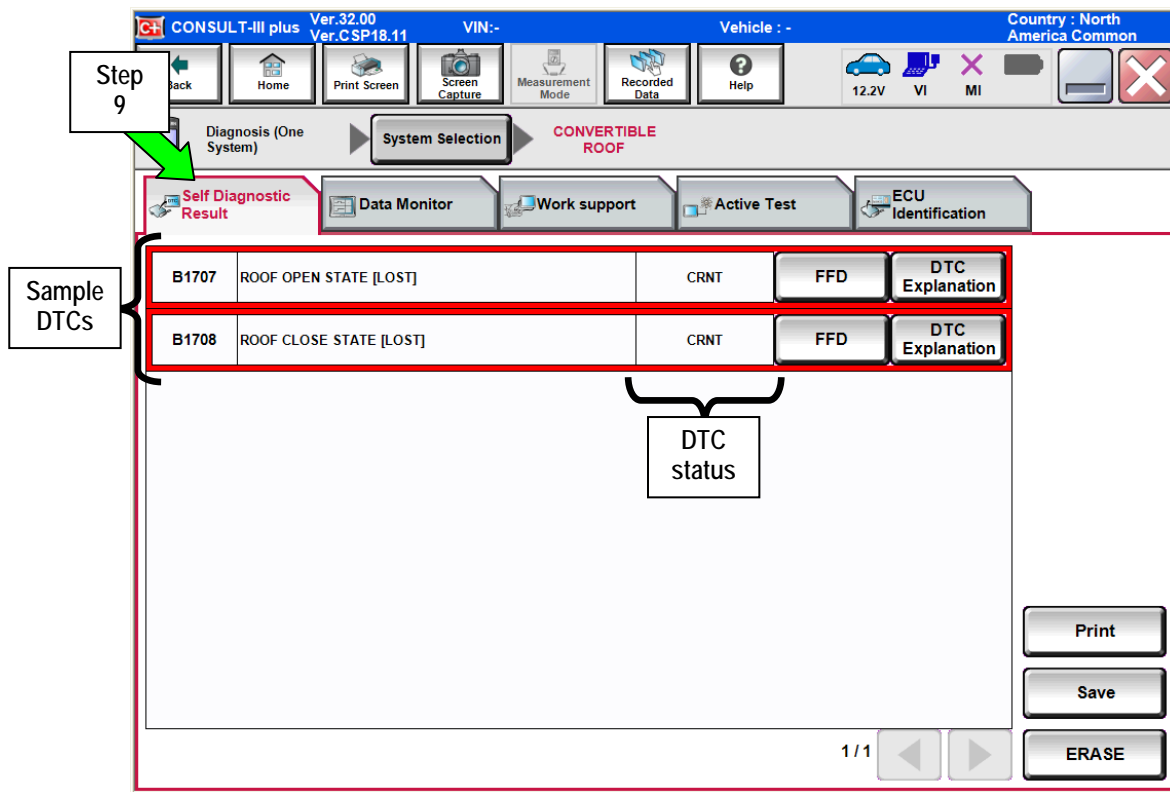 CONSULT-III plus
Ver.32.00
Ver.CSP18.11
VIN:-
Vehicle : -
Country : North
America Common
Step
9
Back
Home
Print Screen
Screen
Capture
Measurement
Mode
Recorded
Data
Help
12.2V
VI
MI
Diagnosis (One
System)
System Selection
CONVERTIBLE
ROOF
Self Diagnostic
Result
Data Monitor
Work support
Active Test
ECU
Identification
Sample
DTCs
B1707
ROOF OPEN STATE [LOST]
CRNT
FFD
DTC
Explanation
B1708
ROOF CLOSE STATE [LOST]
CRNT
FFD
DTC
Explanation
DTC
status
Print
Save
1 / 1
ERASE